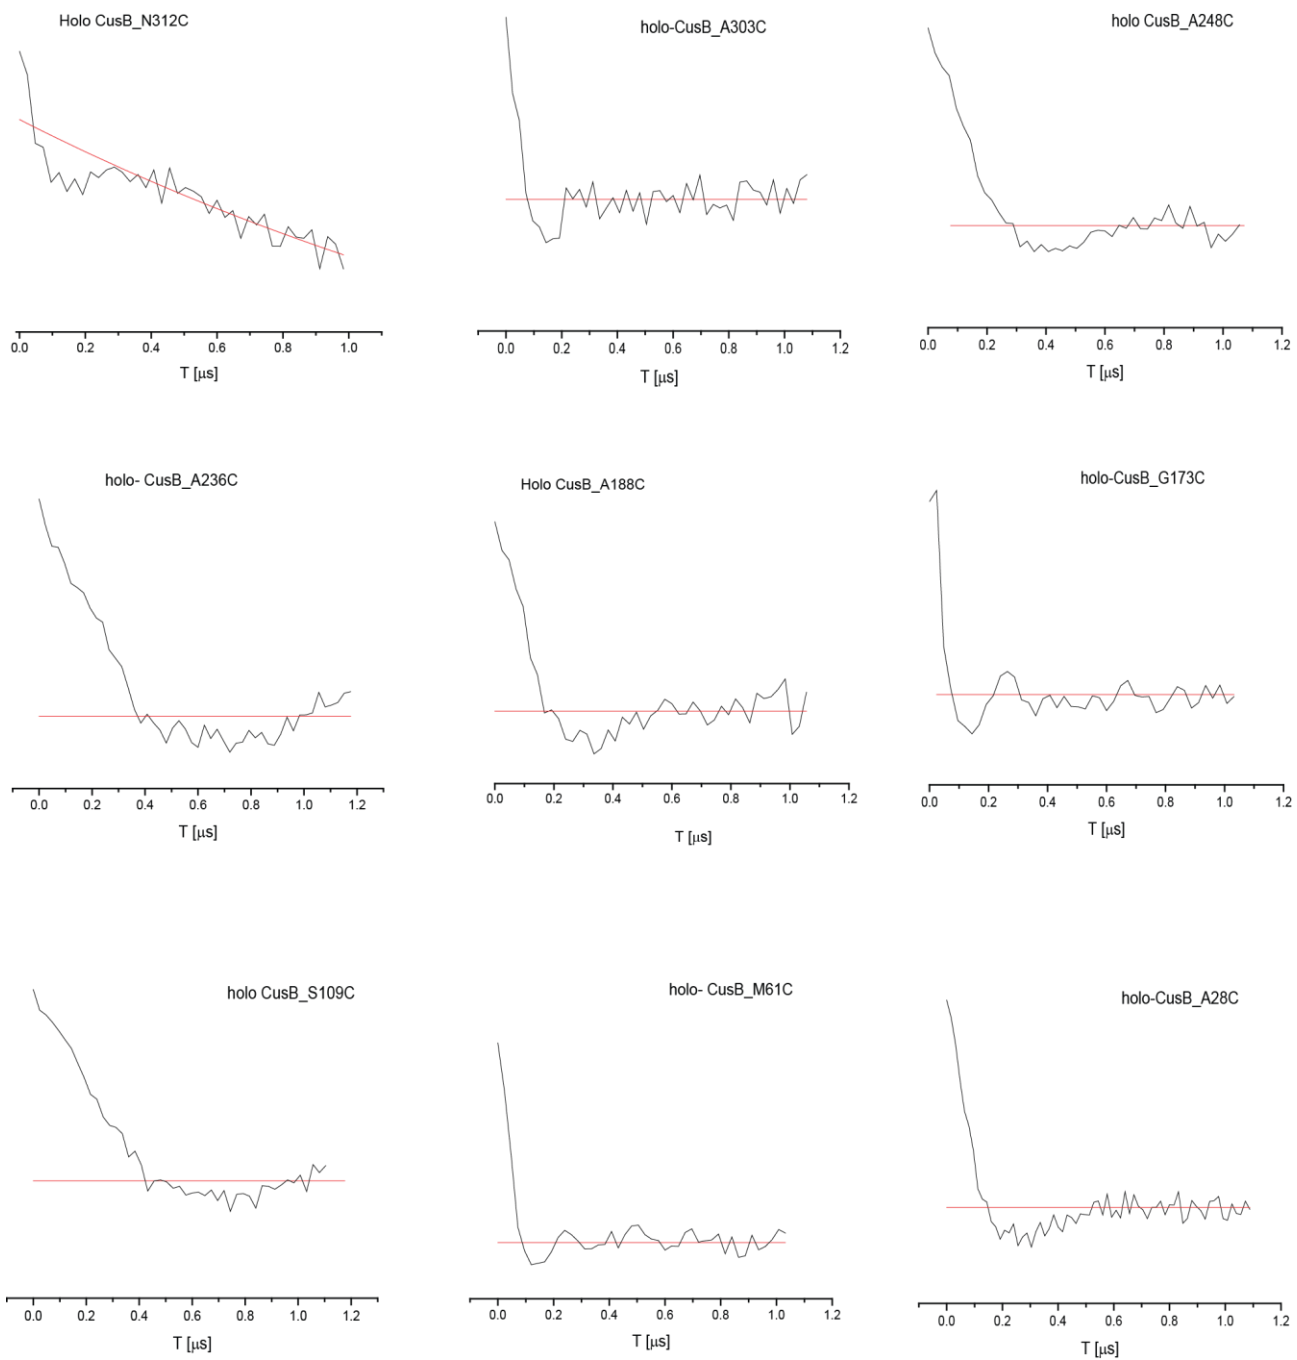 Holo CusB_N312C
holo-CusB_A303C
holo CusB_A248C
0.0 0.2 0.4 0.6 0.8 1.0
T [μs]
0.0 0.2 0.4 0.6 0.8 1.0 1.2
T [μs]
0.0 0.2 0.4 0.6 0.8 1.0 1.2
T [μs]
holo- CusB_A236C
Holo CusB_A188C
holo-CusB_G173C
0.0 0.2 0.4 0.6 0.8 1.0 1.2
T [μs]
0.0 0.2 0.4 0.6 0.8 1.0 1.2
T [μs]
0.0 0.2 0.4 0.6 0.8 1.0 1.2
T [μs]
holo CusB_S109C
holo- CusB_M61C
holo-CusB_A28C
0.0 0.2 0.4 0.6 0.8 1.0 1.2
T [μs]
0.0 0.2 0.4 0.6 0.8 1.0 1.2
T [μs]
0.0 0.2 0.4 0.6 0.8 1.0 1.2
T [μs]